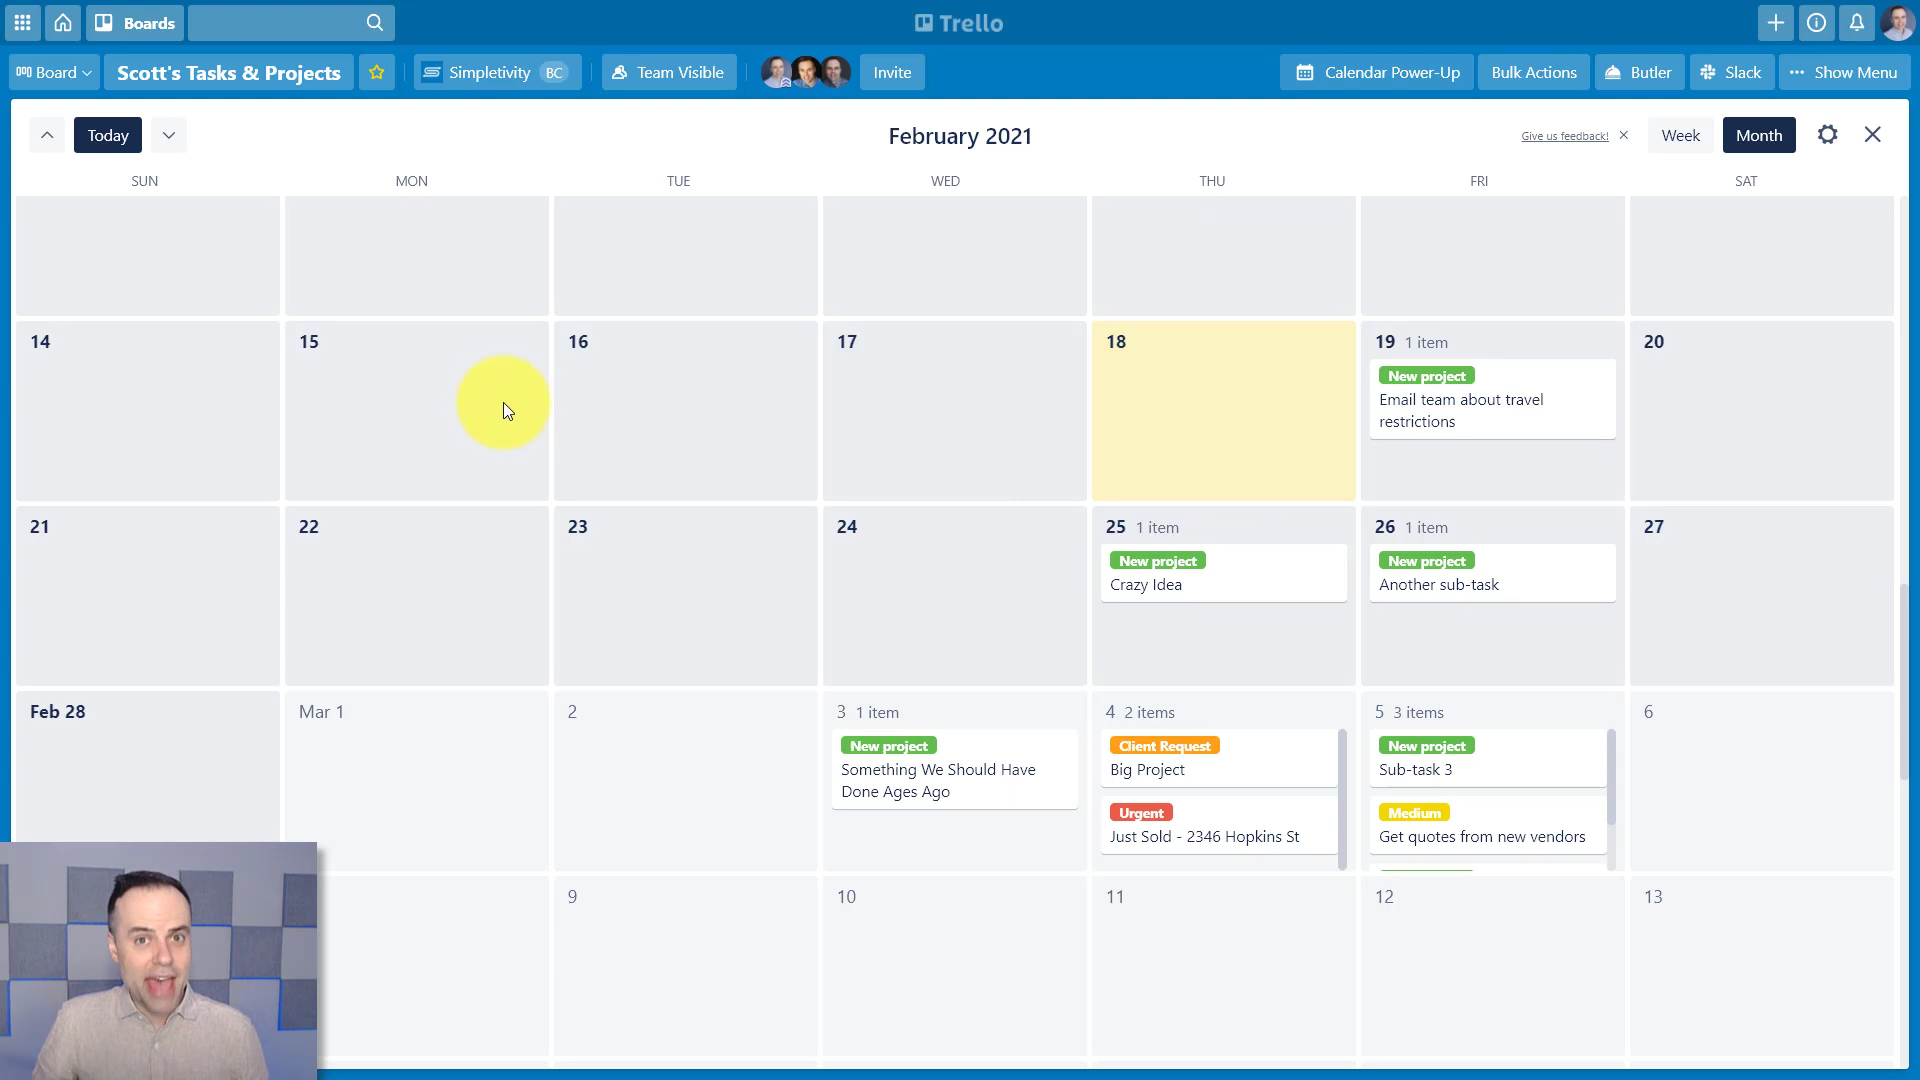 Boards
Trello
Board
Scott's Tasks & Projects
Simpletivity BC
Team Visible
Invite
Calendar Power-Up
Bulk Actions
Butler
Slack
Show Menu
Today
February 2021
Give us feedback!
Week
Month
SUN MON TUE WED THU FRI SAT
14 15 16 17 18 19 1 item 20
New project
Email team about travel
restrictions
21 22 23 24 25 1 item 26 1 item 27
New project
Crazy Idea
New project
Another sub-task
Feb 28 Mar 1 2 3 1 item 4 2 items 5 3 items 6
New project
Something We Should Have
Done Ages Ago
Client Request
Big Project
Urgent
Just Sold - 2346 Hopkins St
New project
Sub-task 3
Medium
Get quotes from new vendors
9 10 11 12 13